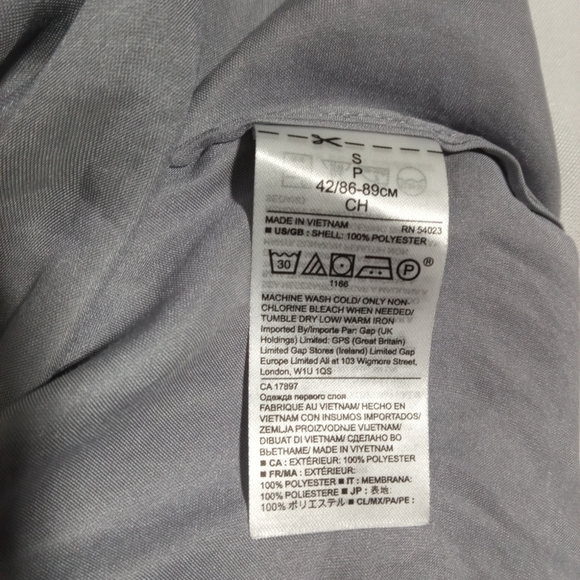 S
P
42/86-89CM
CH
MADE IN VIETNAM RN 54023
■ US/GB : SHELL: 100% POLYESTER
30 P ®
1166
MACHINE WASH COLD/ ONLY NON-
CHLORINE BLEACH WHEN NEEDED/
TUMBLE DRY LOW/ WARM IRON
Imported By/Importe Par: Gap (UK
Holdings) Limited: GPS (Great Britain)
Limited Gap Stores (Ireland) Limited Gap
Europe Limited All at 103 Wigmore Street,
London, W1U 1QS
CA 17897
Одежда первого слоя
FABRIQUE AU VIETNAM/ HECHO EN
VIETNAM CON INSUMOS IMPORTADOS/
ZEMLJA PROIZVODNJE VIJETNAM/
DIBUAT DI VIETNAM/ СДЕЛАНО ВО
ВЬЕТНАМЕ/ MADE IN VIYETNAM
■ CA : EXTÉRIEUR: 100% POLYESTER
■ FR/MA : EXTÉRIEUR:
100% POLYESTER ■ IT : MEMBRANA:
100% POLIESTERE ■ JP : 表地:
100% ポリエステル ■ CL/MX/PA/PE :